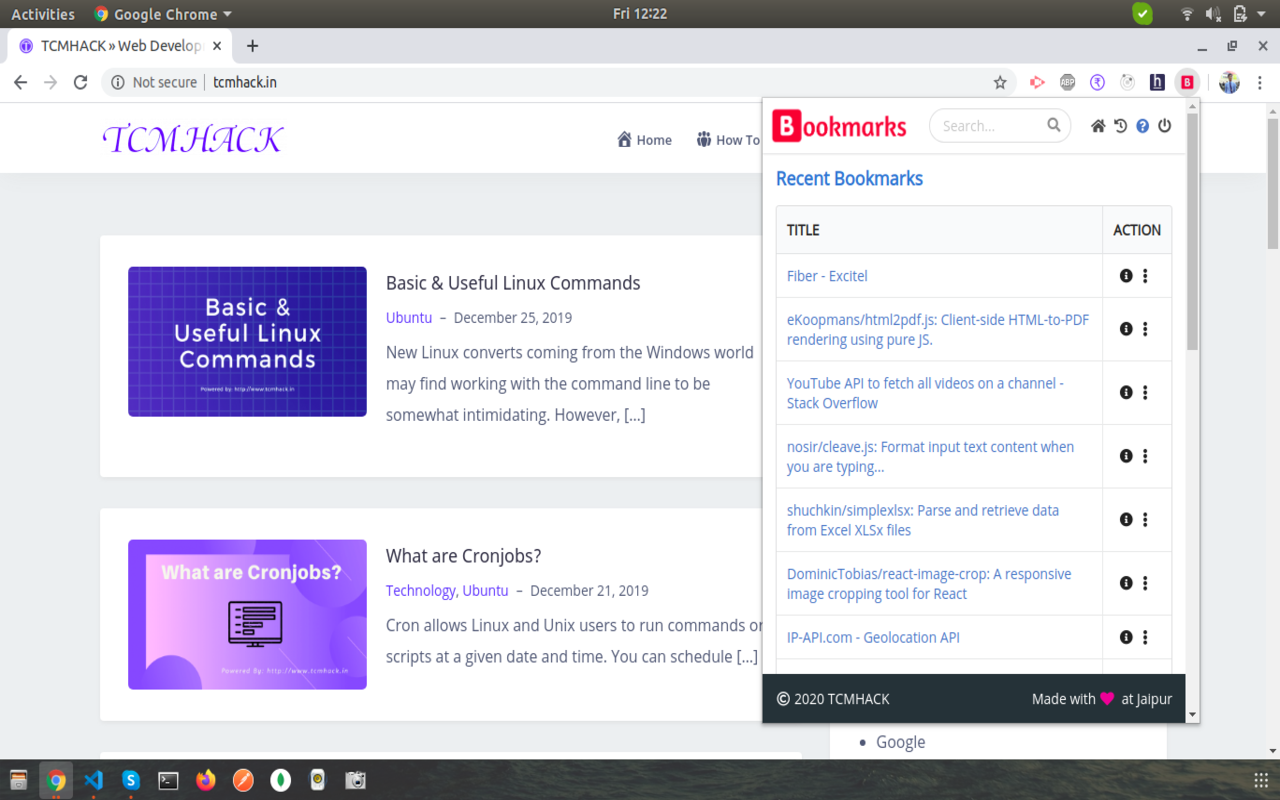 Activities
Google Chrome
Fri 12:22
TCMHACK » Web Develop
Not secure
tcmhack.in
ABP
₹
h
B
TCMHACK
Home
How To
Basic &
Useful Linux
Commands
Powered by: http://www.tcmhack.in
Basic & Useful Linux Commands
Ubuntu – December 25, 2019
New Linux converts coming from the Windows world
may find working with the command line to be
somewhat intimidating. However, [...]
What are Cronjobs?
Powered By: http://www.tcmhack.in
What are Cronjobs?
Technology, Ubuntu – December 21, 2019
Cron allows Linux and Unix users to run commands or
scripts at a given date and time. You can schedule [...]
Bookmarks
Search...
Recent Bookmarks
TITLE
ACTION
Fiber - Excitel
eKoopmans/html2pdf.js: Client-side HTML-to-PDF
rendering using pure JS.
YouTube API to fetch all videos on a channel -
Stack Overflow
nosir/cleave.js: Format input text content when
you are typing...
shuchkin/simplexlsx: Parse and retrieve data
from Excel XLSx files
DominicTobias/react-image-crop: A responsive
image cropping tool for React
IP-API.com - Geolocation API
© 2020 TCMHACK
Made with ♥ at Jaipur
Google